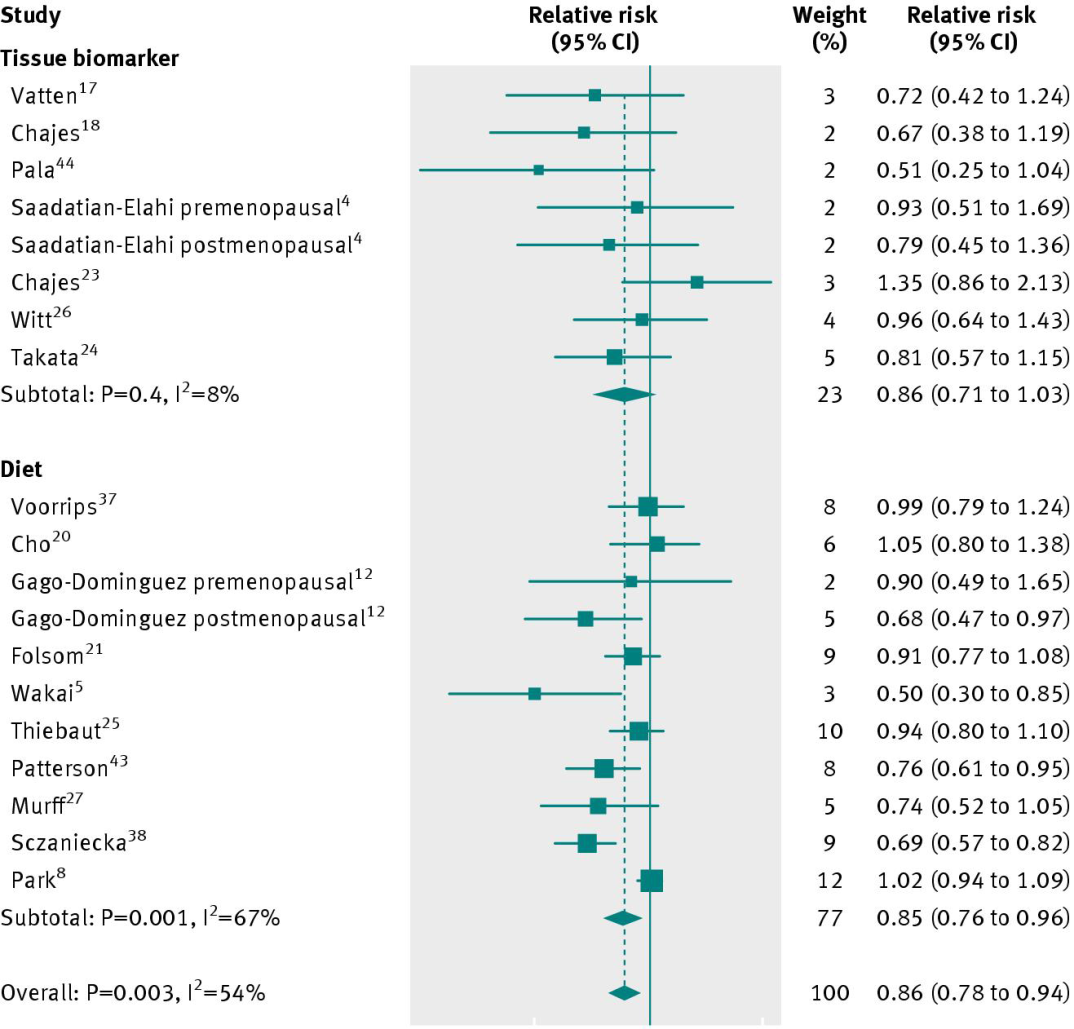 Study Relative risk (95% CI) Weight (%) Relative risk (95% CI)
Tissue biomarker
Vatten17 3 0.72 (0.42 to 1.24)
Chajes18 2 0.67 (0.38 to 1.19)
Pala44 2 0.51 (0.25 to 1.04)
Saadatian-Elahi premenopausal4 2 0.93 (0.51 to 1.69)
Saadatian-Elahi postmenopausal4 2 0.79 (0.45 to 1.36)
Chajes23 3 1.35 (0.86 to 2.13)
Witt26 4 0.96 (0.64 to 1.43)
Takata24 5 0.81 (0.57 to 1.15)
Subtotal: P=0.4, I2=8% 23 0.86 (0.71 to 1.03)
Diet
Voorrips37 8 0.99 (0.79 to 1.24)
Cho20 6 1.05 (0.80 to 1.38)
Gago-Dominguez premenopausal12 2 0.90 (0.49 to 1.65)
Gago-Dominguez postmenopausal12 5 0.68 (0.47 to 0.97)
Folsom21 9 0.91 (0.77 to 1.08)
Wakai5 3 0.50 (0.30 to 0.85)
Thiebaut25 10 0.94 (0.80 to 1.10)
Patterson43 8 0.76 (0.61 to 0.95)
Murff27 5 0.74 (0.52 to 1.05)
Sczaniecka38 9 0.69 (0.57 to 0.82)
Park8 12 1.02 (0.94 to 1.09)
Subtotal: P=0.001, I2=67% 77 0.85 (0.76 to 0.96)
Overall: P=0.003, I2=54% 100 0.86 (0.78 to 0.94)